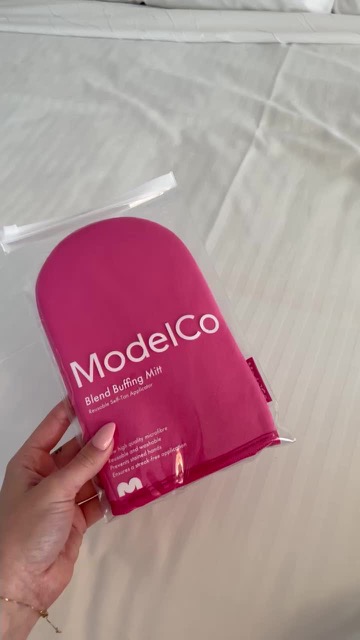 ModelCo
Blend Buffing Mitt
Reusable Self-Tan Applicator
high quality microfibre
Reusable and washable
Prevents stained hands
Ensures a streak-free application
M